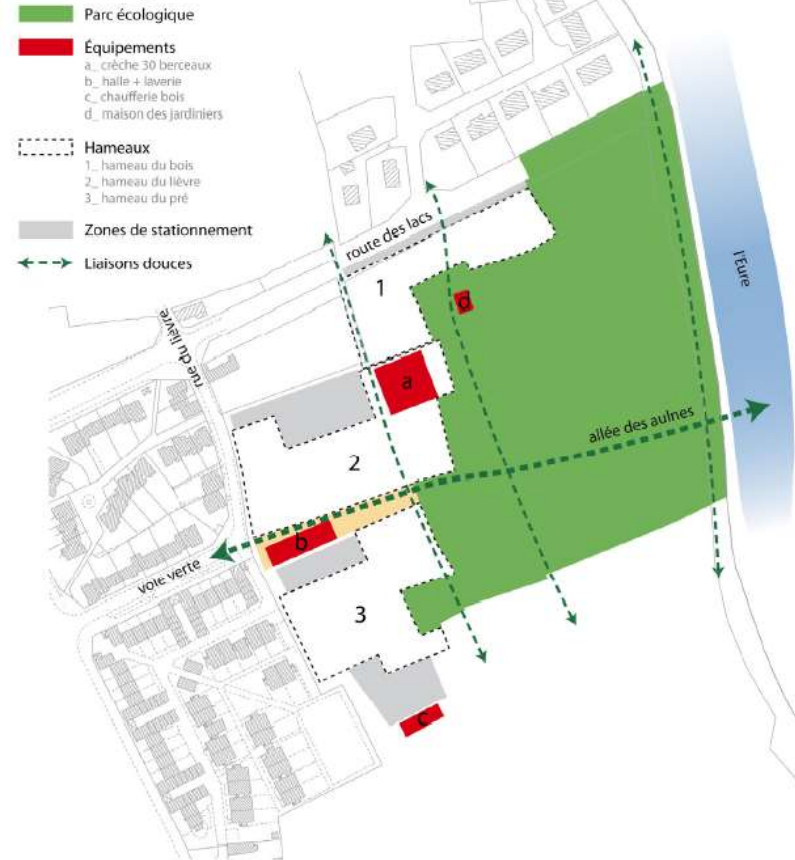 Parc écologique
Équipements
a_ crèche 30 berceaux
b_ halle + laverie
c_ chaufferie bois
d_ maison des jardiniers
Hameaux
1_ hameau du bois
2_ hameau du lièvre
3_ hameau du pré
Zones de stationnement
Liaisons douces
route des lacs
l'Eure
1
d
rue du lièvre
a
allée des aulnes
2
b
voie verte
3
c